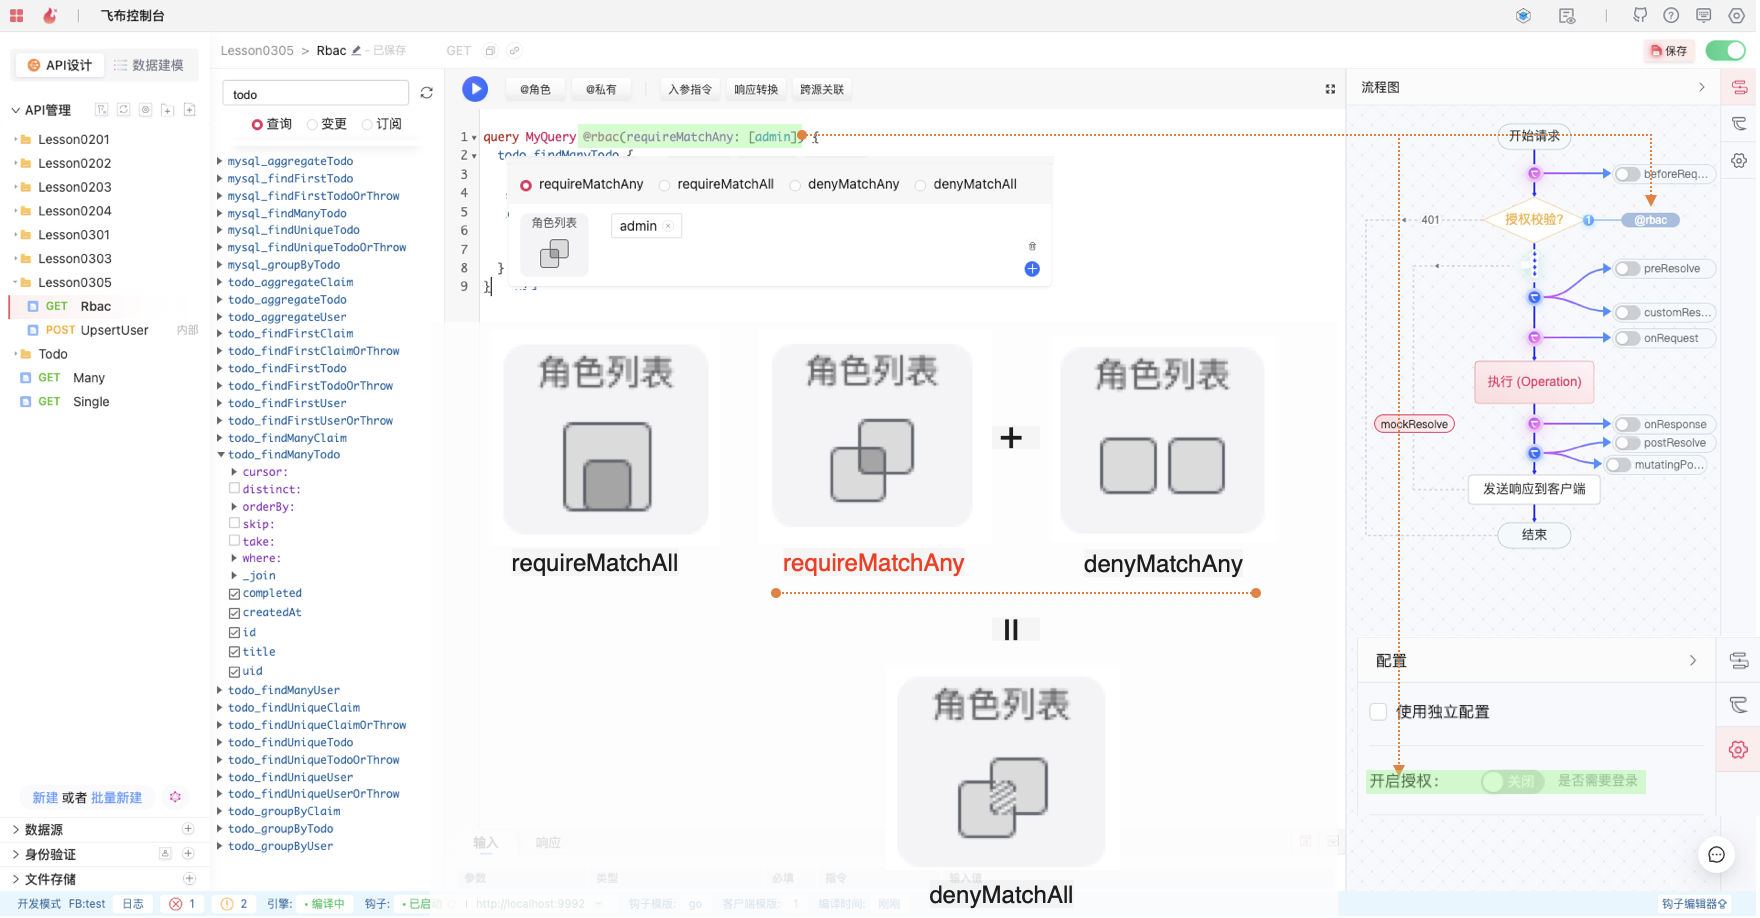 飞布控制台
API设计
数据建模
API管理
Lesson0201
Lesson0202
Lesson0203
Lesson0204
Lesson0301
Lesson0303
Lesson0305
GET Rbac
POST UpsertUser 内部
Todo
GET Many
GET Single
新建 或者 批量新建
数据源
身份验证
文件存储
Lesson0305 > Rbac - 已保存
GET
保存
todo
查询 变更 订阅
mysql_aggregateTodo
mysql_findFirstTodo
mysql_findFirstTodoOrThrow
mysql_findManyTodo
mysql_findUniqueTodo
mysql_findUniqueTodoOrThrow
mysql_groupByTodo
todo_aggregateClaim
todo_aggregateTodo
todo_aggregateUser
todo_findFirstClaim
todo_findFirstClaimOrThrow
todo_findFirstTodo
todo_findFirstTodoOrThrow
todo_findFirstUser
todo_findFirstUserOrThrow
todo_findManyClaim
todo_findManyTodo
cursor:
distinct:
orderBy:
skip:
take:
where:
_join
completed
createdAt
id
title
uid
todo_findManyUser
todo_findUniqueClaim
todo_findUniqueClaimOrThrow
todo_findUniqueTodo
todo_findUniqueTodoOrThrow
todo_findUniqueUser
todo_findUniqueUserOrThrow
todo_groupByClaim
todo_groupByTodo
todo_groupByUser
@角色 @私有 入参指令 响应转换 跨源关联
1 query MyQuery @rbac(requireMatchAny: [admin]) {
2 todo_findManyTodo {
3
4
5
6
7
8 }
9 }
requireMatchAny requireMatchAll denyMatchAny denyMatchAll
角色列表
admin
角色列表
requireMatchAll
角色列表
requireMatchAny
+
角色列表
denyMatchAny
角色列表
denyMatchAll
输入 响应
参数 类型 必填 指令 输入值
流程图
开始请求
beforeReq...
401
授权校验?
@rbac
preResolve
customRes...
onRequest
执行 (Operation)
mockResolve
onResponse
postResolve
mutatingPo...
发送响应到客户端
结束
配置
使用独立配置
开启授权: 关闭 是否需要登录
开发模式 FB:test 日志 1 2 引擎: 编译中 钩子: 已启动 http://localhost:9992 钩子模版: go 客户端模版: 1 编译时间: 刚刚
钩子编辑器